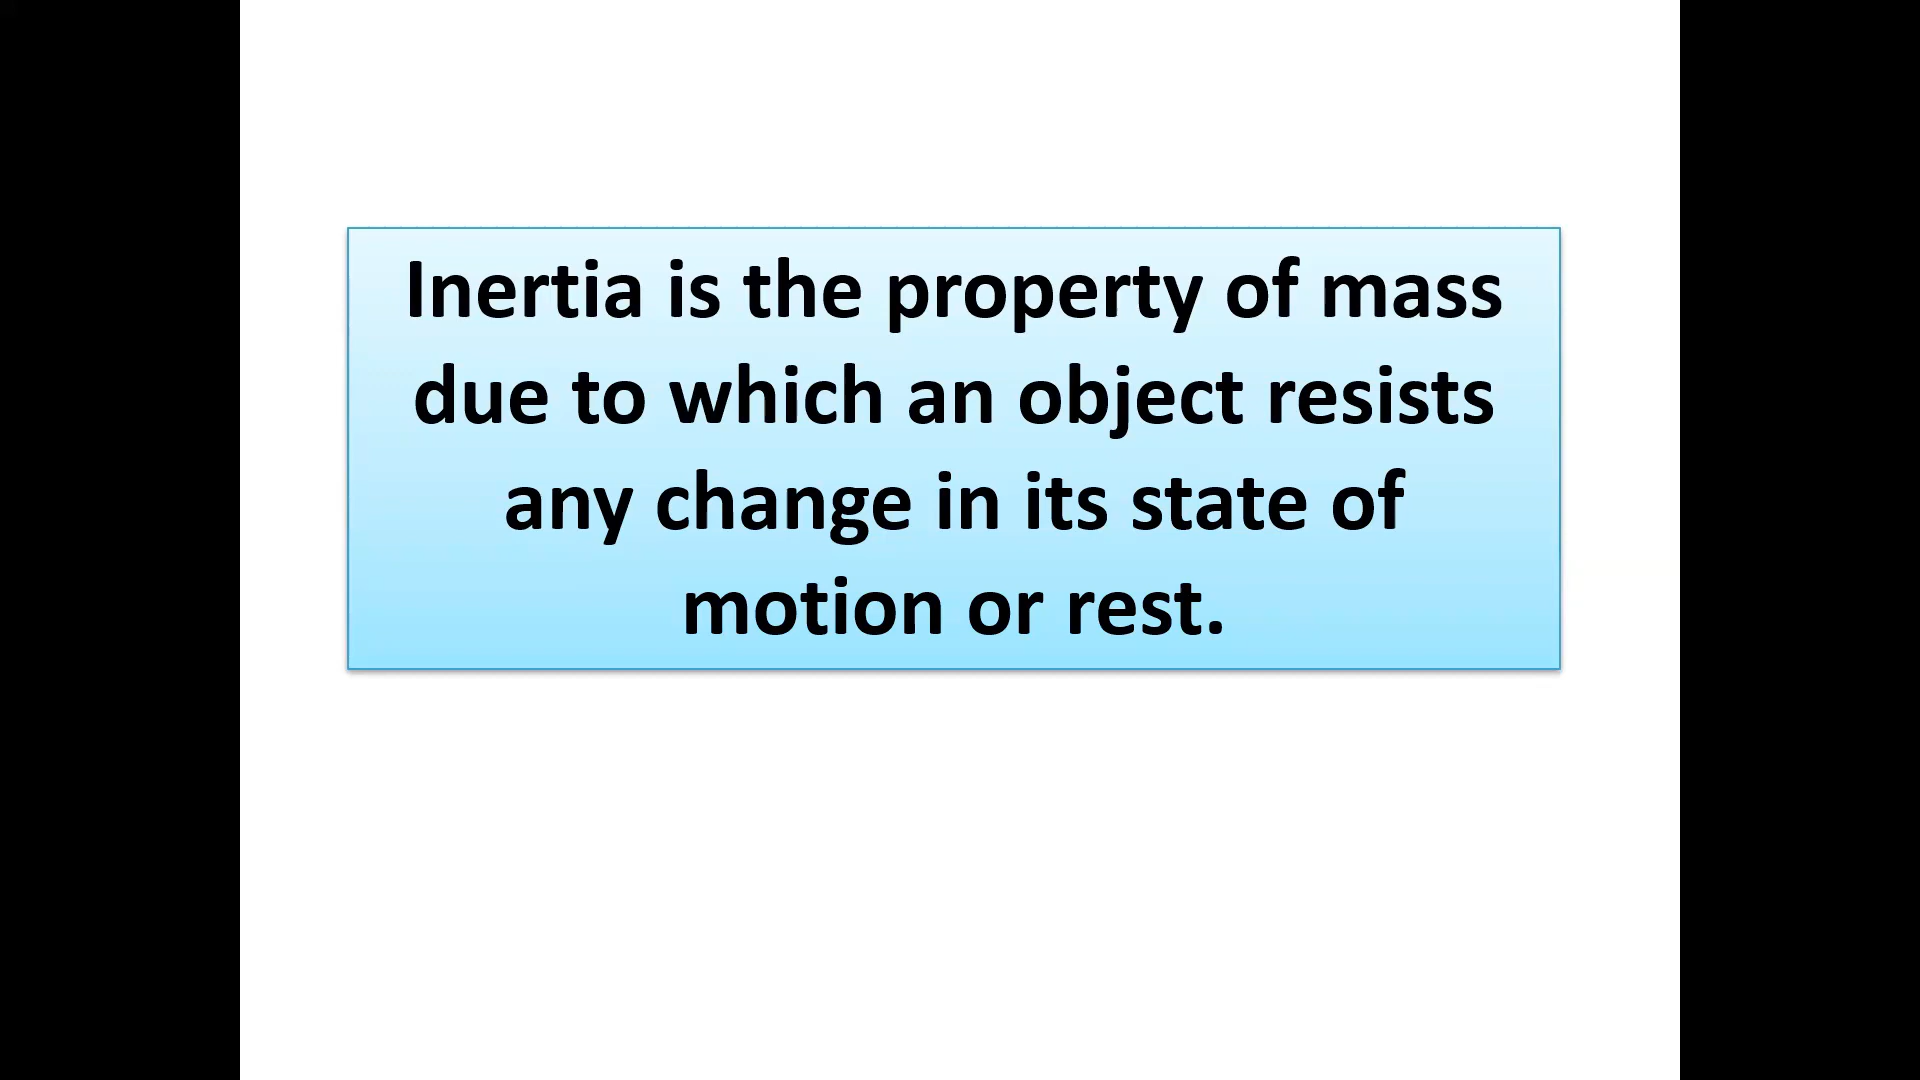 Inertia is the property of mass
due to which an object resists
any change in its state of
motion or rest.